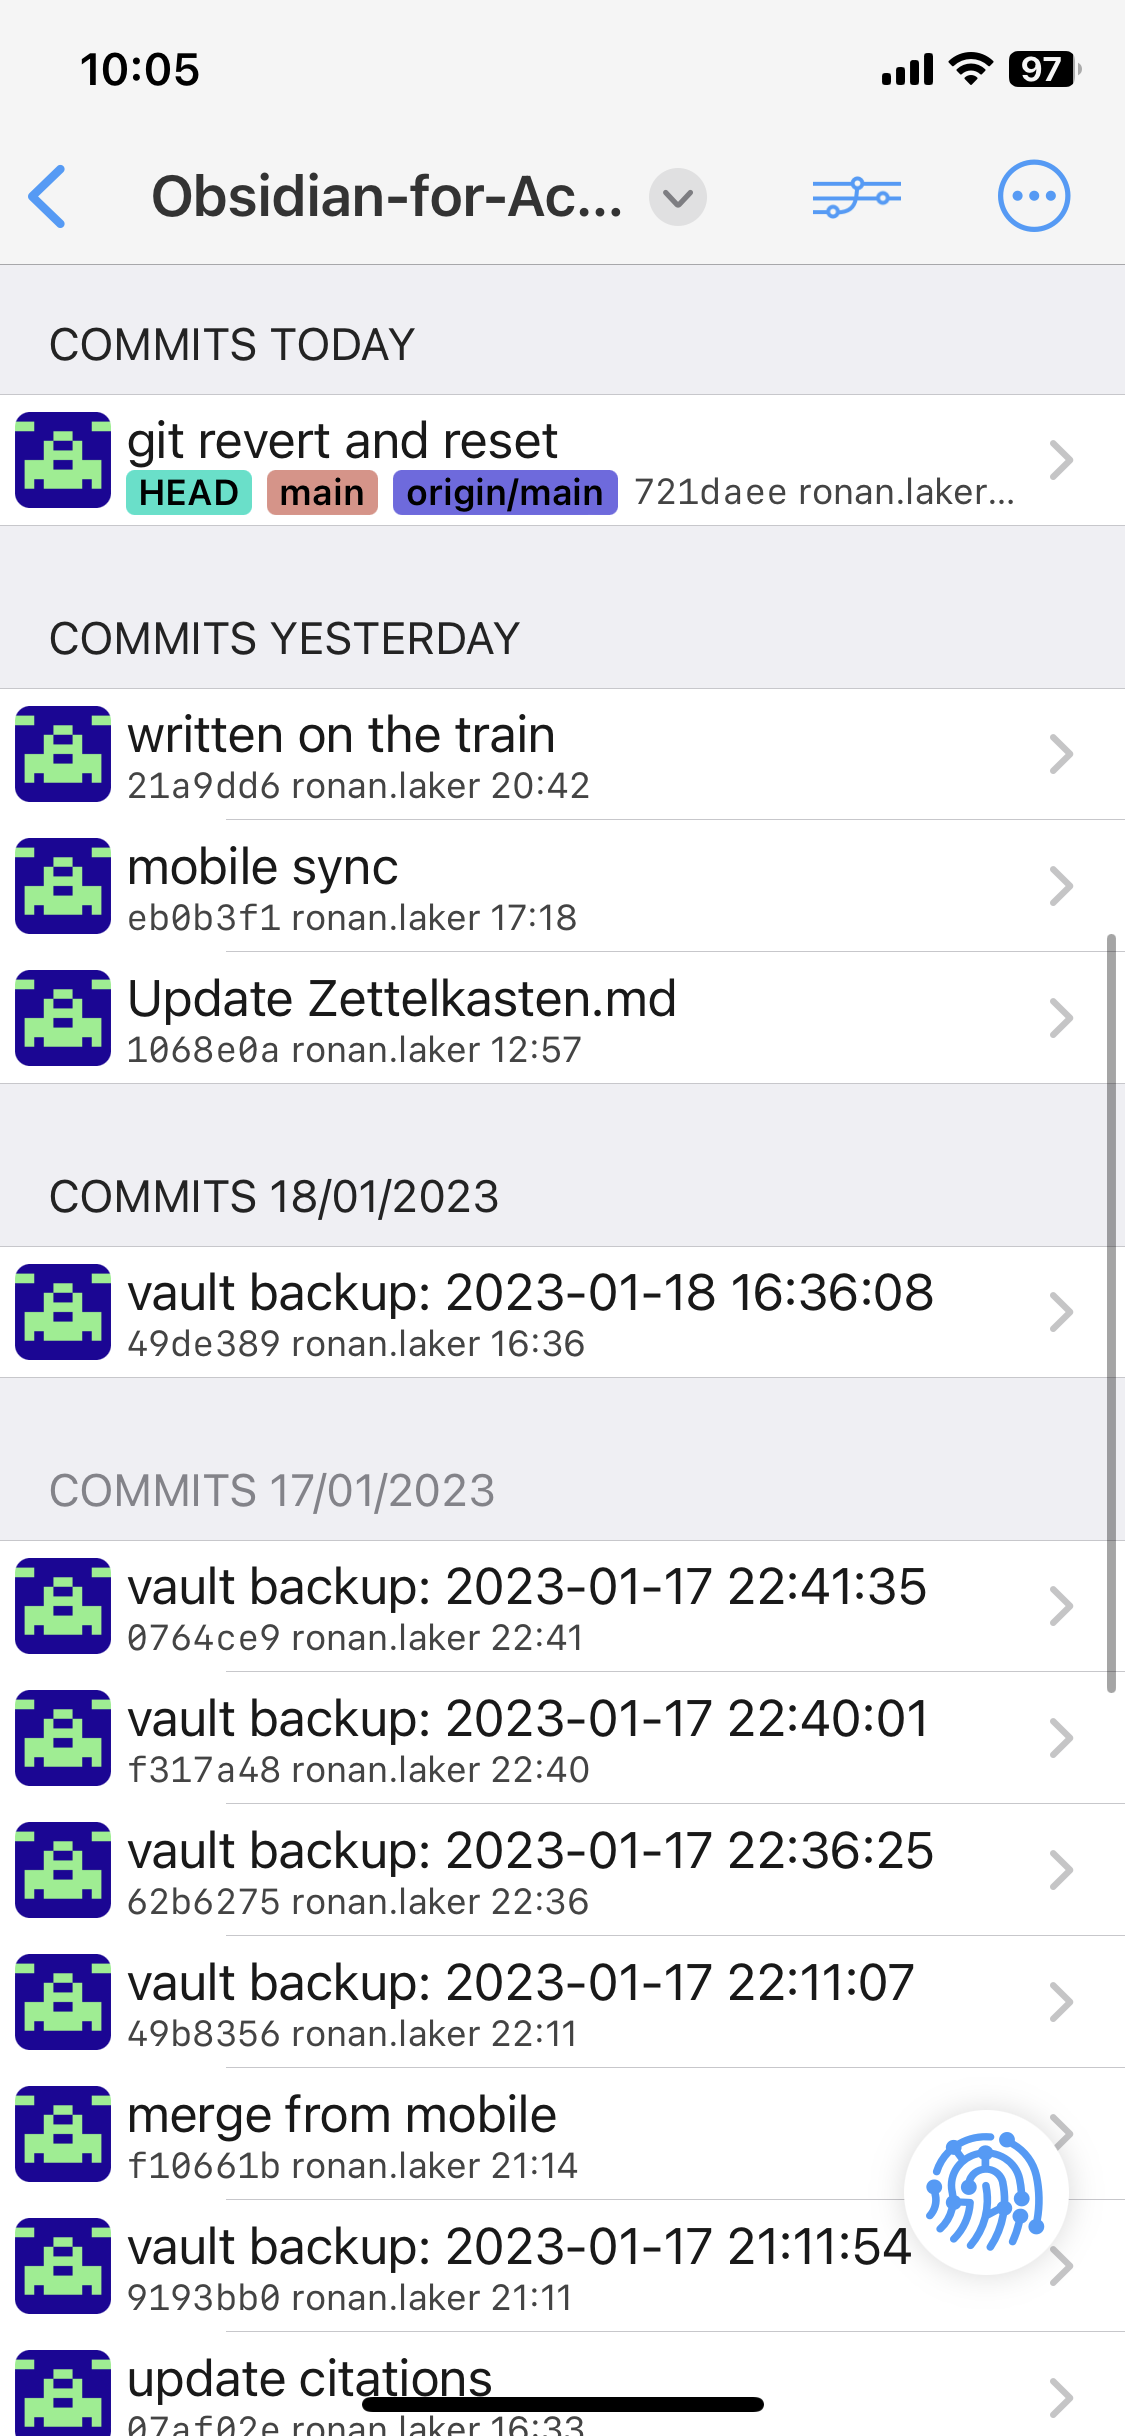 10:05
97
Obsidian-for-Ac...
COMMITS TODAY
git revert and reset
HEAD main origin/main 721daee ronan.laker...
COMMITS YESTERDAY
written on the train
21a9dd6 ronan.laker 20:42
mobile sync
eb0b3f1 ronan.laker 17:18
Update Zettelkasten.md
1068e0a ronan.laker 12:57
COMMITS 18/01/2023
vault backup: 2023-01-18 16:36:08
49de389 ronan.laker 16:36
COMMITS 17/01/2023
vault backup: 2023-01-17 22:41:35
0764ce9 ronan.laker 22:41
vault backup: 2023-01-17 22:40:01
f317a48 ronan.laker 22:40
vault backup: 2023-01-17 22:36:25
62b6275 ronan.laker 22:36
vault backup: 2023-01-17 22:11:07
49b8356 ronan.laker 22:11
merge from mobile
f10661b ronan.laker 21:14
vault backup: 2023-01-17 21:11:54
9193bb0 ronan.laker 21:11
update citations
07af02e ronan.laker 16:33